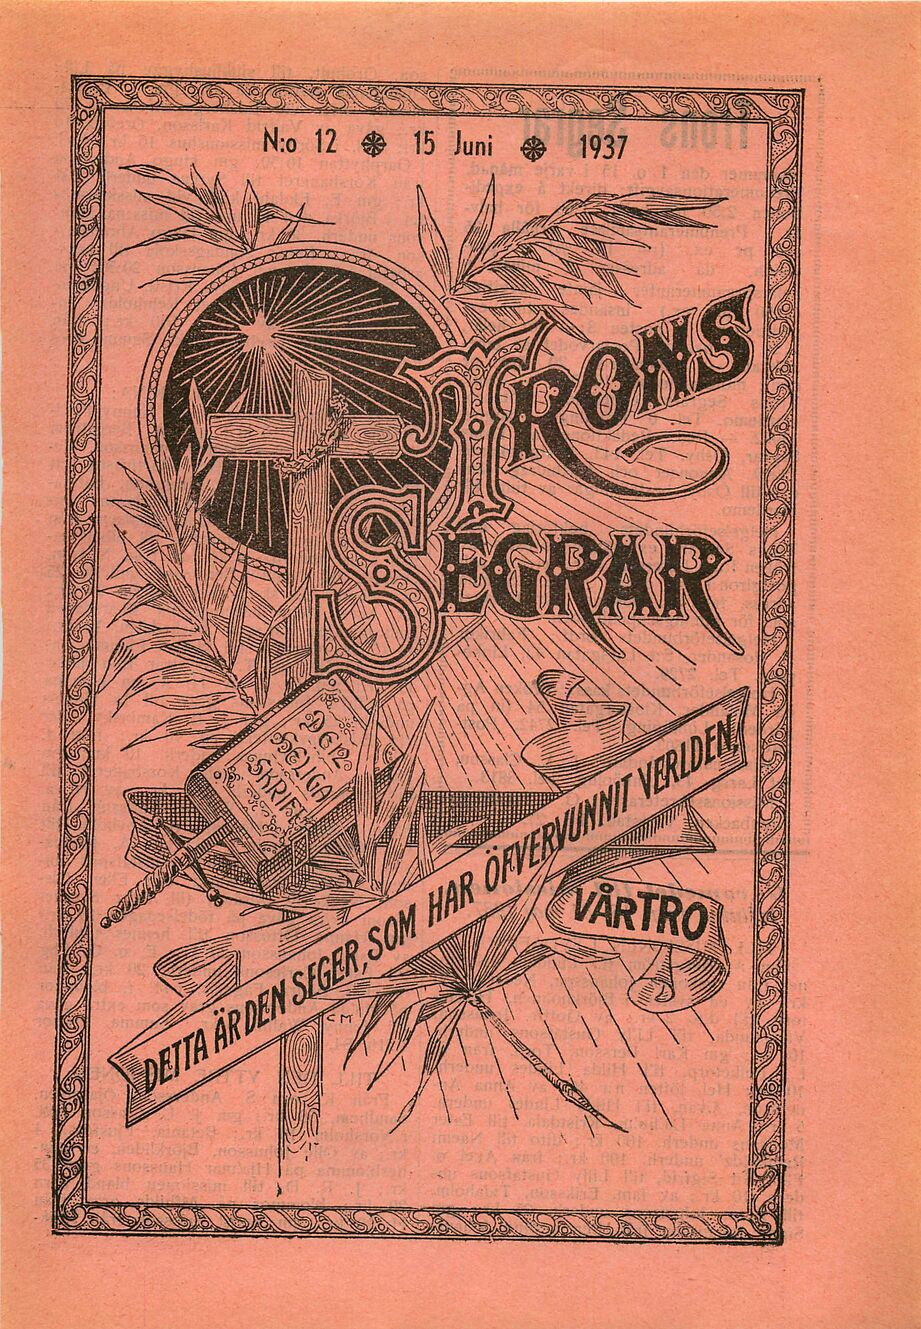 N:o 12 ❋ 15 Juni ❋ 1937
TRONS
SEGRAR
DEN
HELIGA
SKRIFT
DETTA ÄR DEN SEGER, SOM HAR ÖFVERVUNNIT VERLDEN,
VÅR TRO
C M